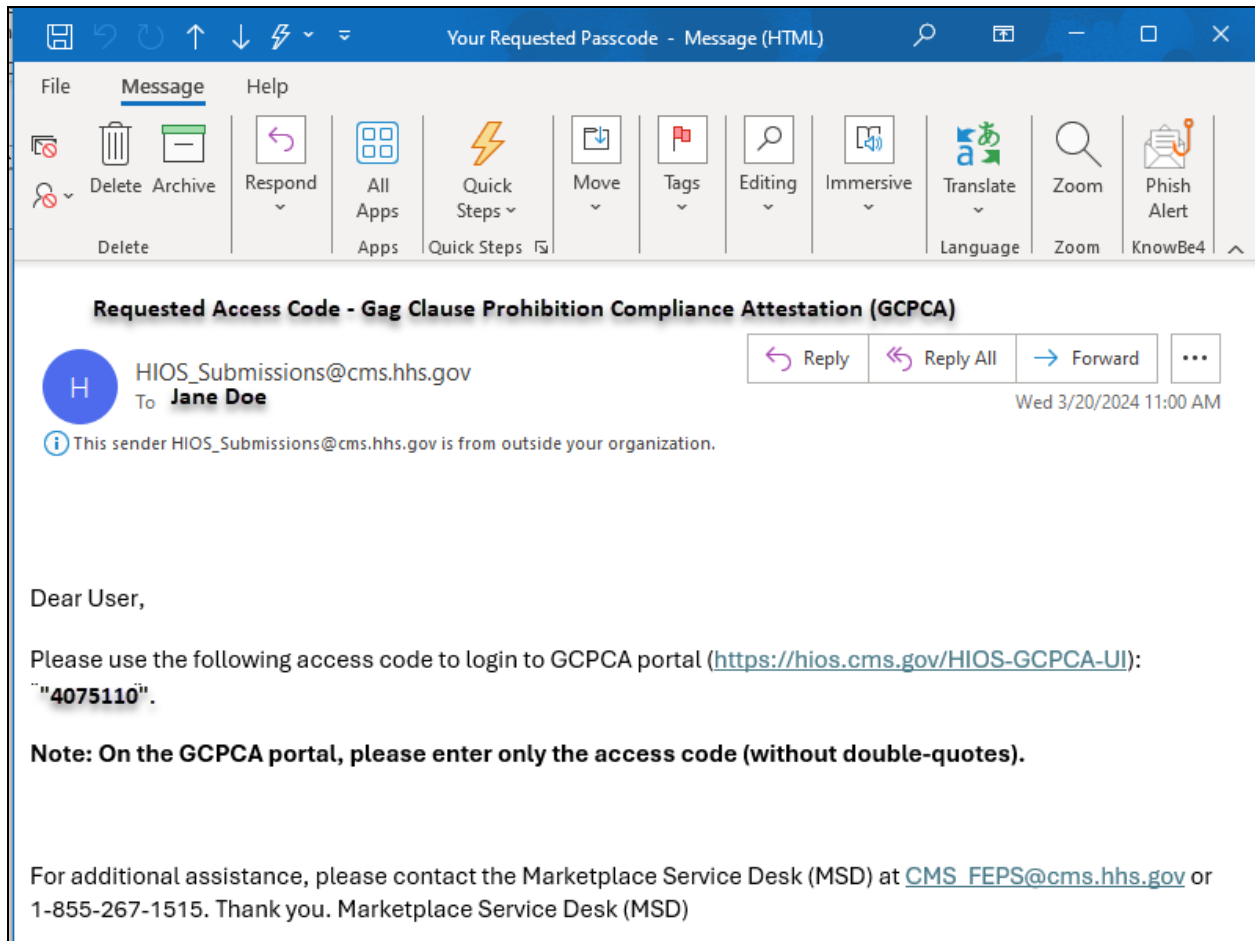 Your Requested Passcode - Message (HTML)
File Message Help
Delete Archive Respond All Apps Quick Steps Move Tags Editing Immersive Translate Zoom Phish Alert
Delete Apps Quick Steps Language Zoom KnowBe4
Requested Access Code - Gag Clause Prohibition Compliance Attestation (GCPCA)
H
HIOS_Submissions@cms.hhs.gov
Reply Reply All Forward
To Jane Doe
Wed 3/20/2024 11:00 AM
This sender HIOS_Submissions@cms.hhs.gov is from outside your organization.
Dear User,
Please use the following access code to login to GCPCA portal (https://hios.cms.gov/HIOS-GCPCA-UI):
"4075110".
Note: On the GCPCA portal, please enter only the access code (without double-quotes).
For additional assistance, please contact the Marketplace Service Desk (MSD) at CMS_FEPS@cms.hhs.gov or
1-855-267-1515. Thank you. Marketplace Service Desk (MSD)